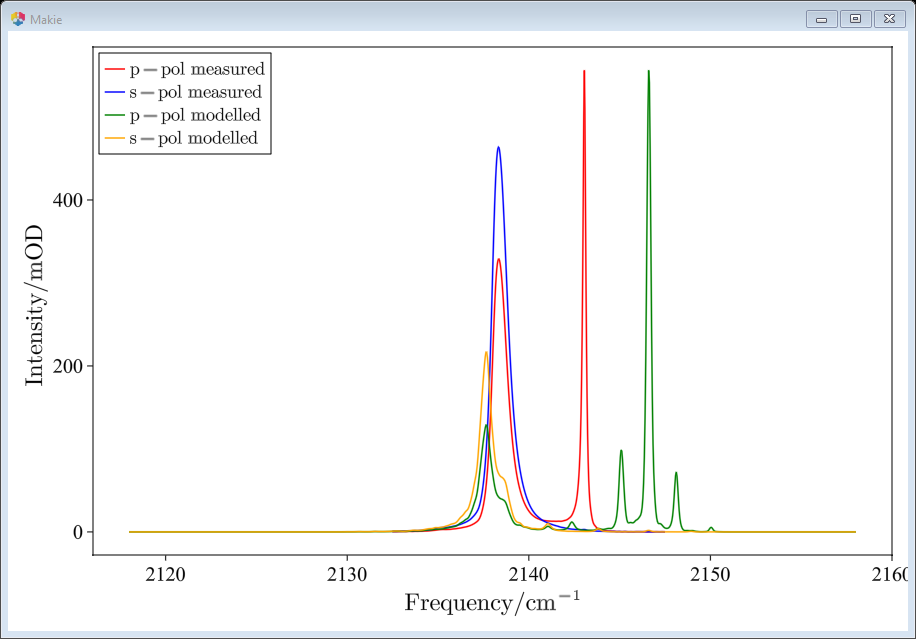 Makie
p − pol measured
s − pol measured
p − pol modelled
s − pol modelled
400
200
0
Intensity/mOD
2120
2130
2140
2150
2160
Frequency/cm⁻¹